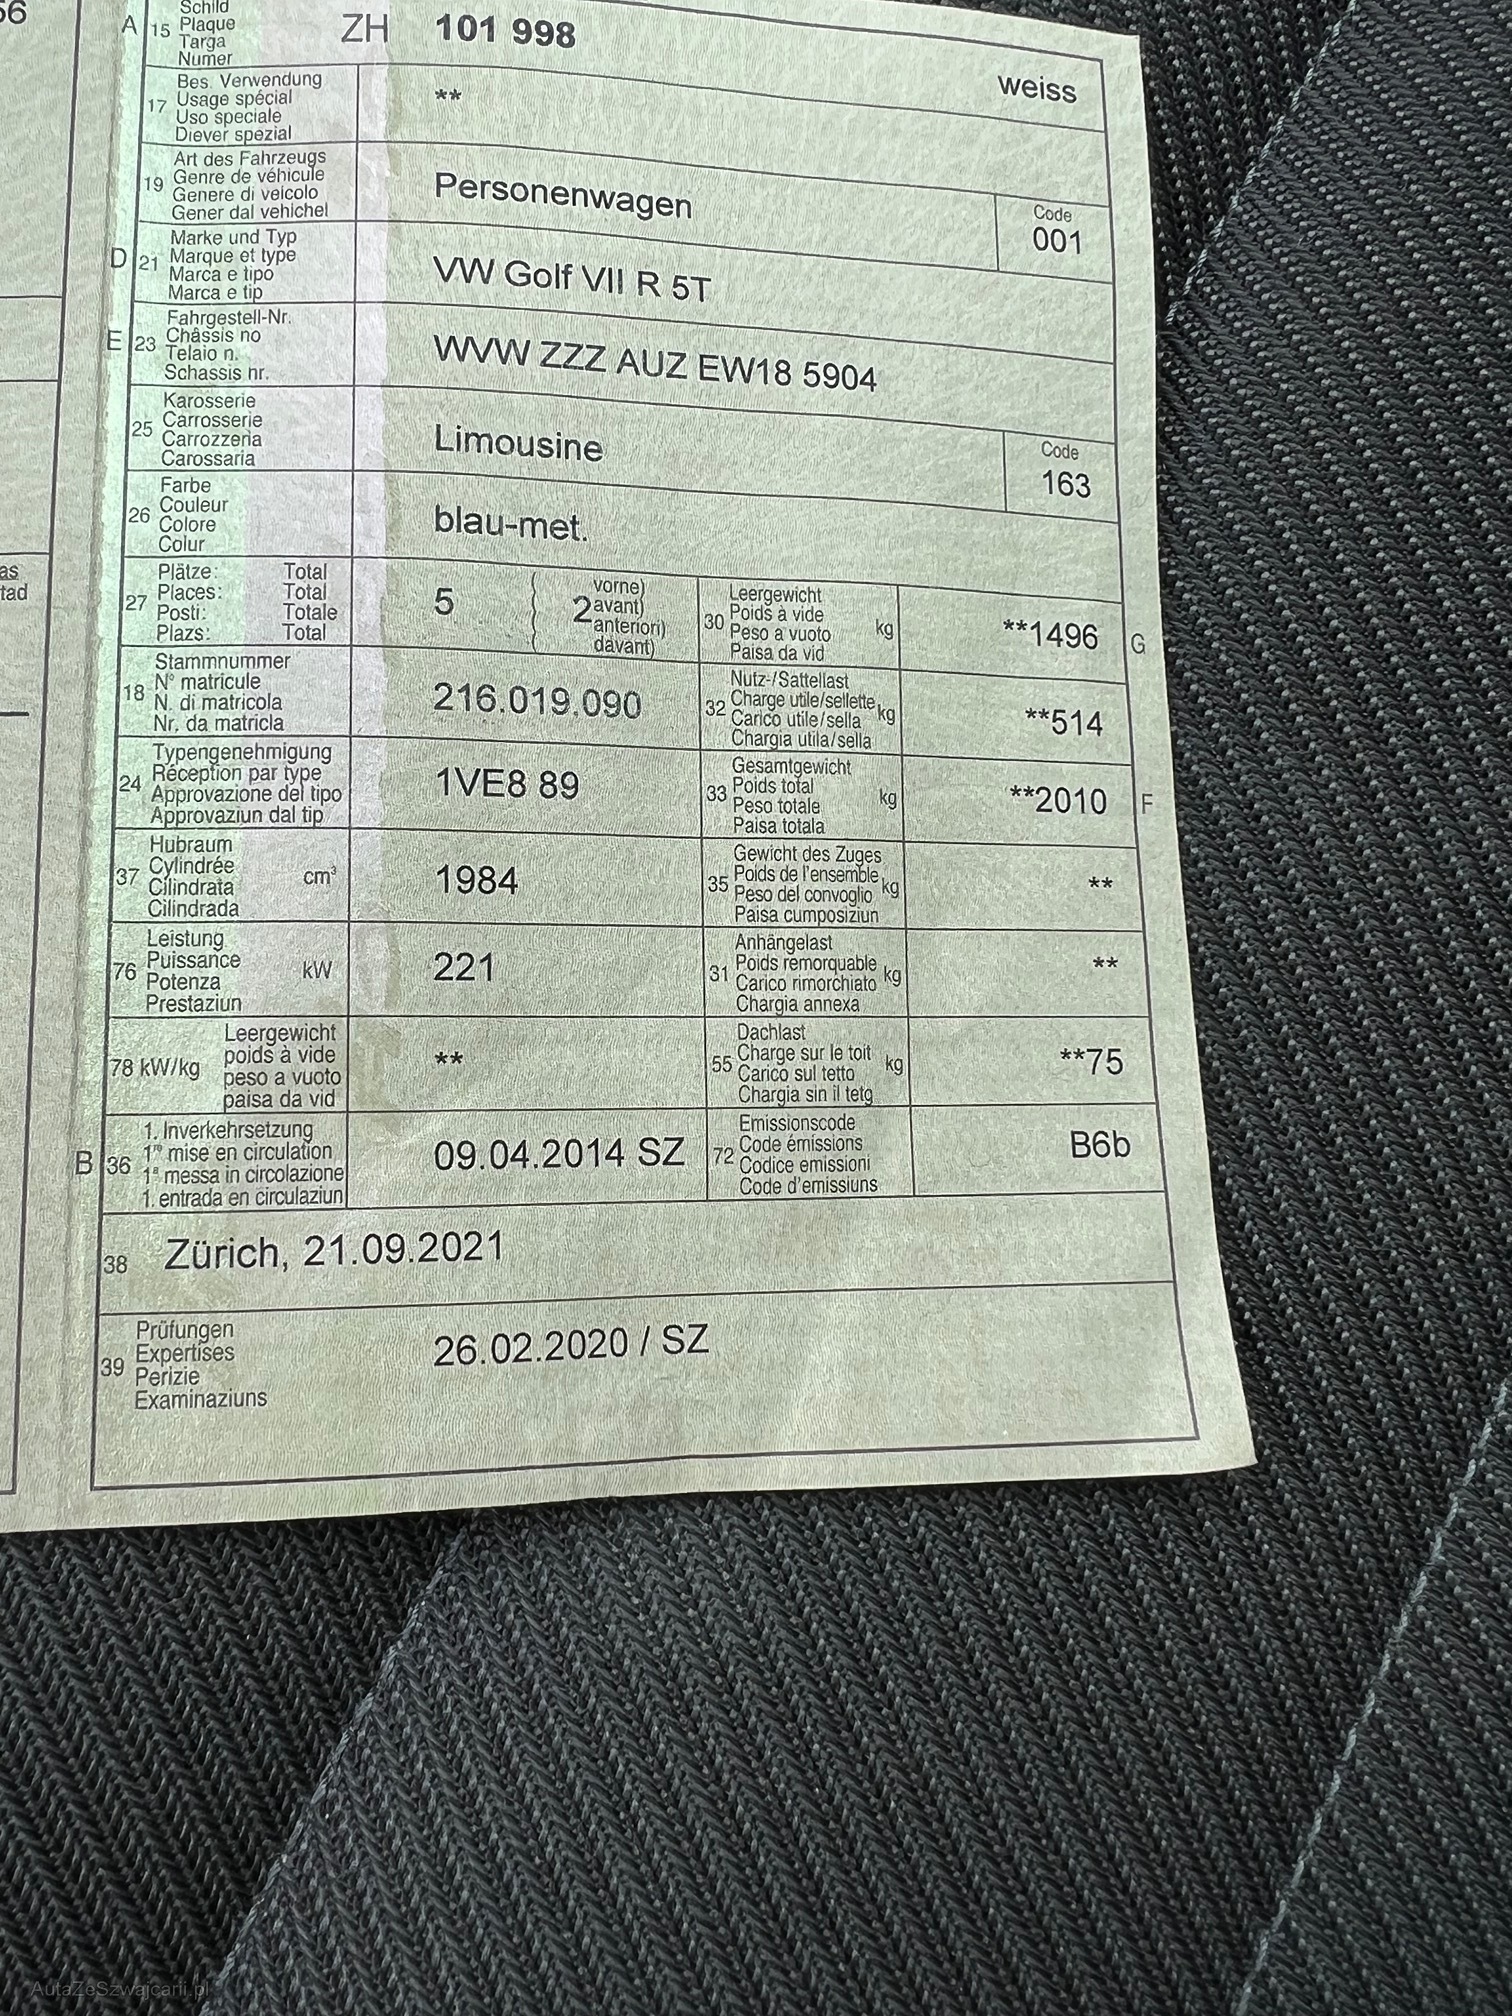 56
A 15 Schild
Plaque
Targa
Numer
ZH 101 998
weiss
17 Bes. Verwendung
Usage spécial
Uso speciale
Diever spezial
**
19 Art des Fahrzeugs
Genre de véhicule
Genere di veicolo
Gener dal vehichel
Personenwagen
Code
001
D 21 Marke und Typ
Marque et type
Marca e tipo
Marca e tip
VW Golf VII R 5T
E 23 Fahrgestell-Nr.
Châssis no
Telaio n.
Schassis nr.
WVW ZZZ AUZ EW18 5904
25 Karosserie
Carrosserie
Carrozzeria
Carossaria
Limousine
Code
163
26 Farbe
Couleur
Colore
Colur
blau-met.
as
tad
27 Plätze: Total
Places: Total
Posti: Totale
Plazs: Total
5 2
vorne)
avant)
anteriori)
davant)
30 Leergewicht
Poids à vide
Peso a vuoto
Paisa da vid
kg
**1496 G
18 Stammnummer
N° matricule
N. di matricola
Nr. da matricla
216.019.090
32 Nutz-/Sattellast
Charge utile/sellette
Carico utile/sella
Chargia utila/sella
kg
**514
24 Typengenehmigung
Réception par type
Approvazione del tipo
Approvaziun dal tip
1VE8 89
33 Gesamtgewicht
Poids total
Peso totale
Paisa totala
kg
**2010 F
37 Hubraum
Cylindrée
Cilindrata
Cilindrada
cm³
1984
35 Gewicht des Zuges
Poids de l'ensemble
Peso del convoglio
Paisa cumposiziun
kg
**
76 Leistung
Puissance
Potenza
Prestaziun
kW
221
31 Anhängelast
Poids remorquable
Carico rimorchiato
Chargia annexa
kg
**
78 kW/kg
Leergewicht
poids à vide
peso a vuoto
paisa da vid
**
55 Dachlast
Charge sur le toit
Carico sul tetto
Chargia sin il tetg
kg
**75
B 36 1. Inverkehrsetzung
1re mise en circulation
1a messa in circolazione
1. entrada en circulaziun
09.04.2014 SZ
72 Emissionscode
Code émissions
Codice emissioni
Code d'emissiuns
B6b
38 Zürich, 21.09.2021
39 Prüfungen
Expertises
Perizie
Examinaziuns
26.02.2020 / SZ
AutaZeSzwajcarii.pl